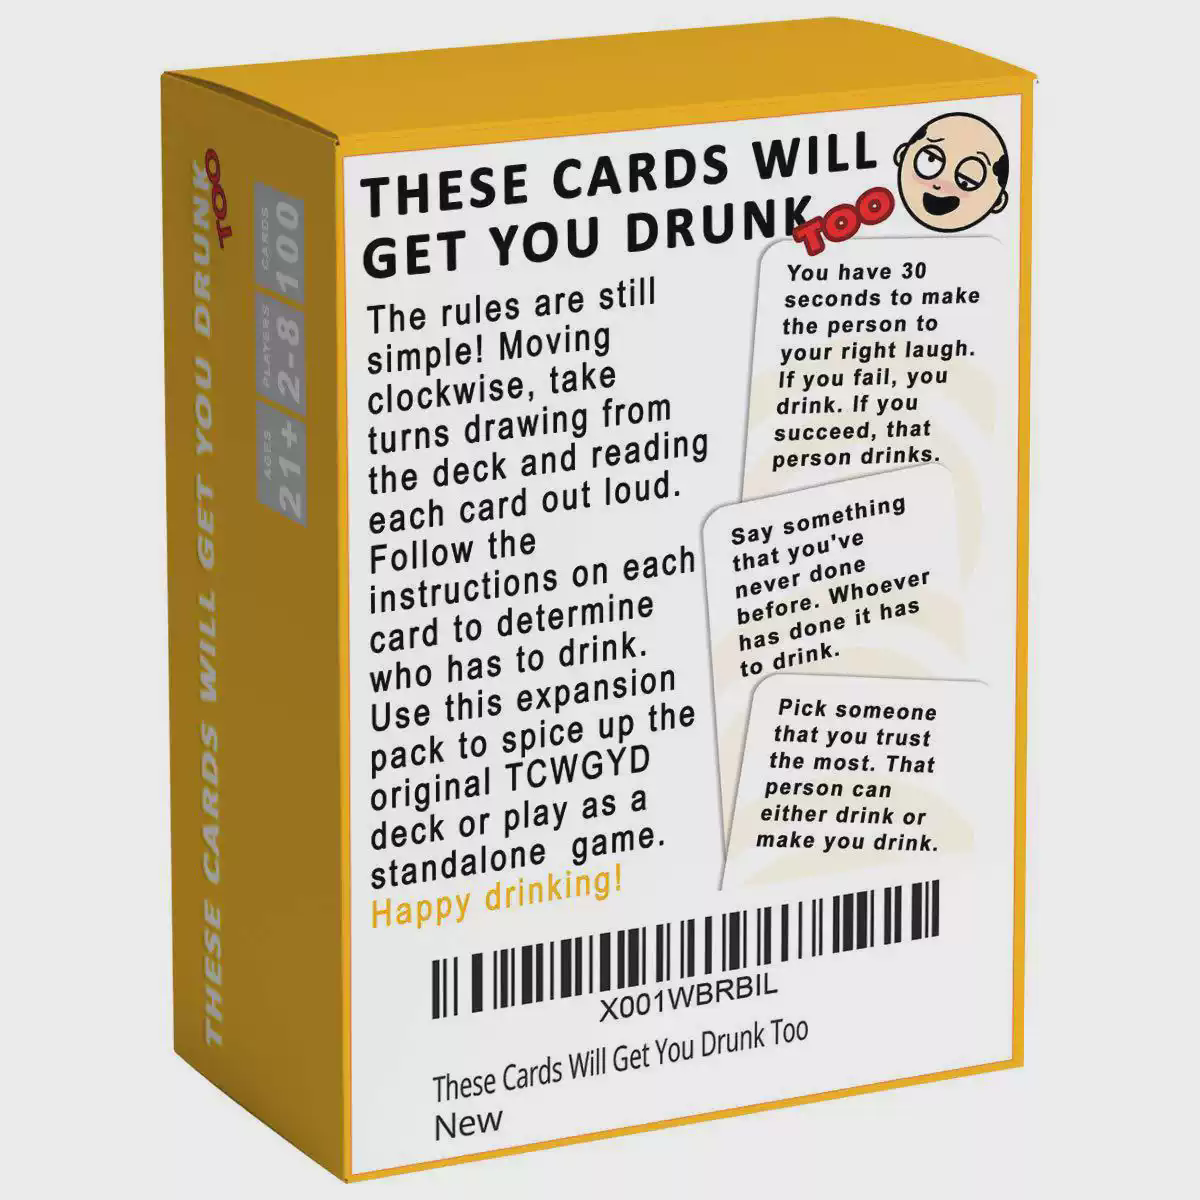 THESE CARDS WILL
GET YOU DRUNK
TOO
The rules are still
simple! Moving
clockwise, take
turns drawing from
the deck and reading
each card out loud.
Follow the
instructions on each
card to determine
who has to drink.
Use this expansion
pack to spice up the
original TCWGYD
deck or play as a
standalone game.
Happy drinking!
You have 30
seconds to make
the person to
your right laugh.
If you fail, you
drink. If you
succeed, that
person drinks.
Say something
that you've
never done
before. Whoever
has done it has
to drink.
Pick someone
that you trust
the most. That
person can
either drink or
make you drink.
X001WBRBIL
These Cards Will Get You Drunk Too
New
THESE CARDS WILL GET YOU DRUNK
TOO
AGES
21+
PLAYERS
2-8
CARDS
100